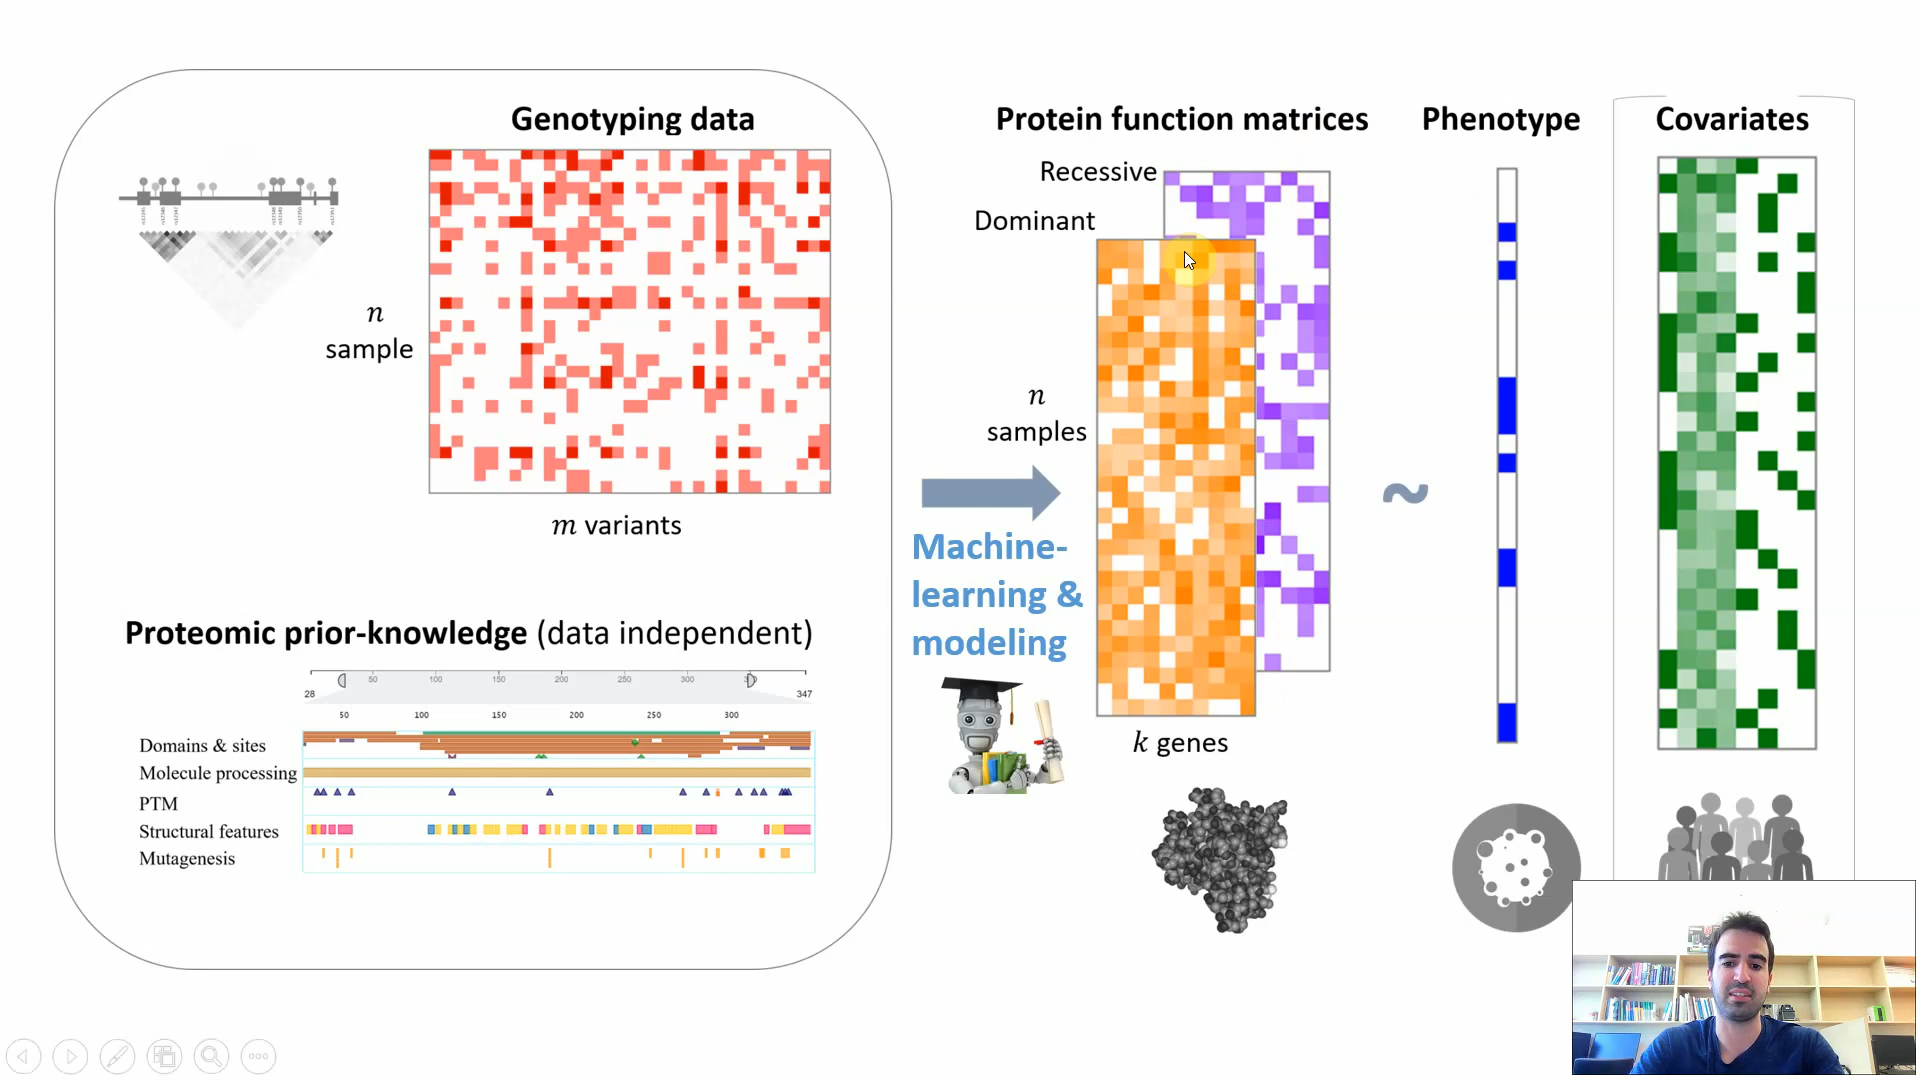 Genotyping data
n
sample
m variants
Proteomic prior-knowledge (data independent)
50 100 150 200 250 300
28 347
50 100 150 200 250 300
Domains & sites
Molecule processing
PTM
Structural features
Mutagenesis
Machine-
learning &
modeling
Protein function matrices
Recessive
Dominant
n
samples
k genes
~
Phenotype
Covariates